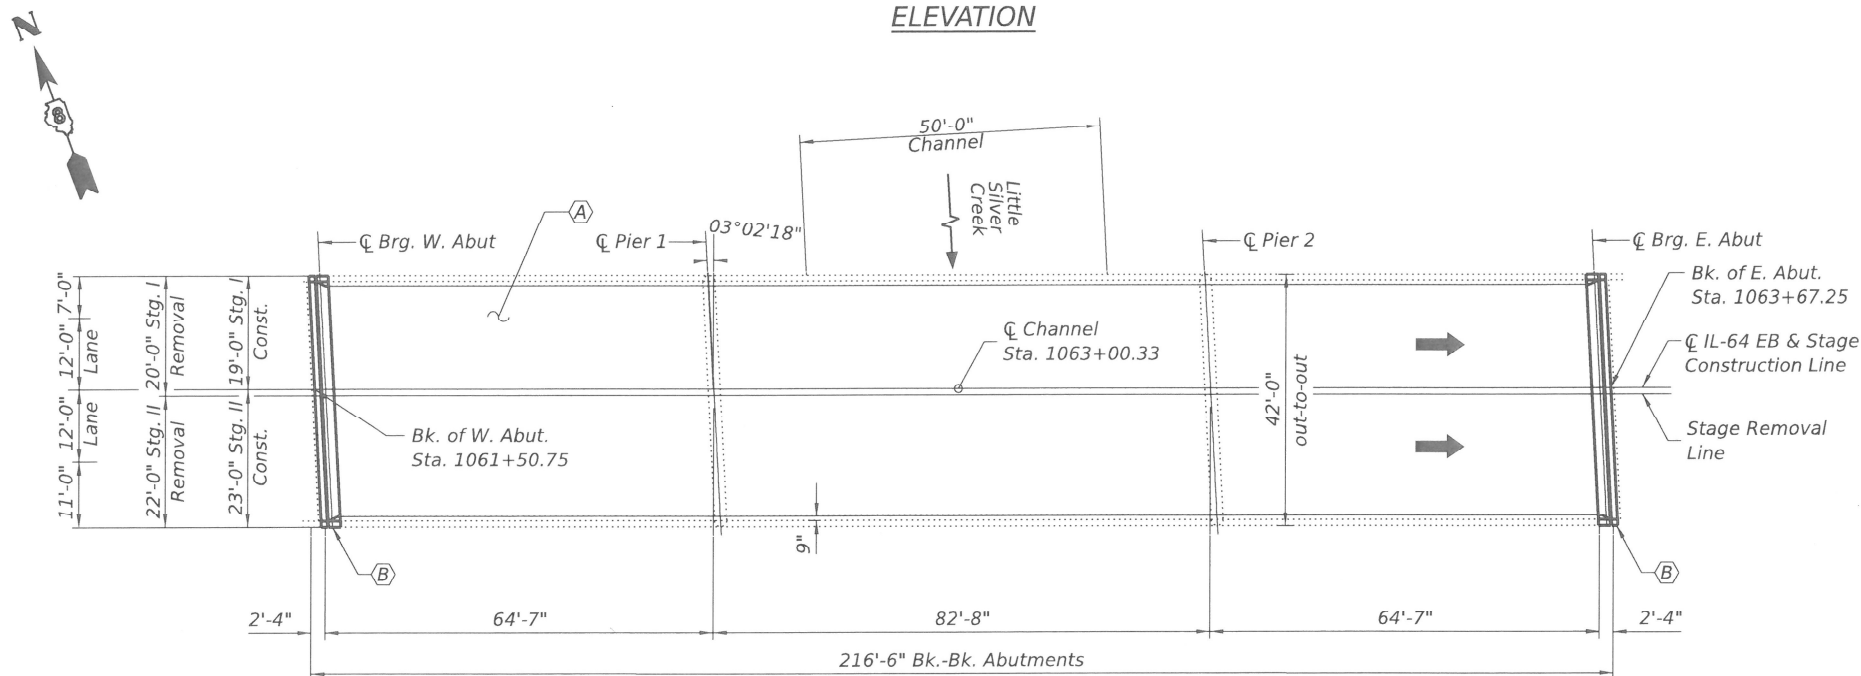 ELEVATION
N
8
50'-0"
Channel
Little
Silver
Creek
A
03°02'18"
℄ Brg. W. Abut
℄ Pier 1
℄ Pier 2
℄ Brg. E. Abut
Bk. of E. Abut.
Sta. 1063+67.25
7'-0"
12'-0"
Lane
12'-0"
Lane
11'-0"
20'-0" Stg. I
Removal
22'-0" Stg. II
Removal
19'-0" Stg. I
Const.
23'-0" Stg. II
Const.
℄ Channel
Sta. 1063+00.33
℄ IL-64 EB & Stage
Construction Line
42'-0"
out-to-out
Bk. of W. Abut.
Sta. 1061+50.75
Stage Removal
Line
9"
B
B
2'-4"
64'-7"
82'-8"
64'-7"
2'-4"
216'-6" Bk.-Bk. Abutments